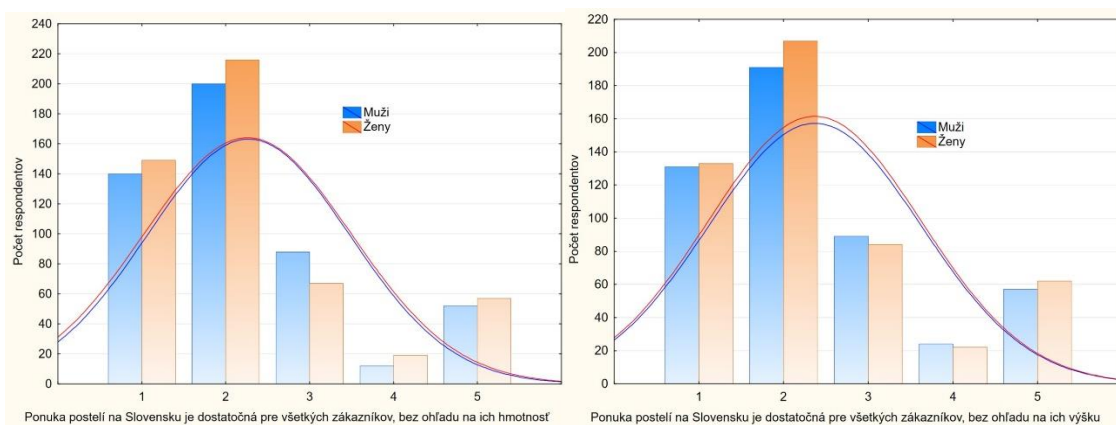 240
220
200
180
160
140
120
100
80
60
40
20
0
Počet respondentov
Muži
Ženy
1 2 3 4 5
Ponuka postelí na Slovensku je dostatočná pre všetkých zákazníkov, bez ohľadu na ich hmotnosť
220
200
180
160
140
120
100
80
60
40
20
0
Počet respondentov
Muži
Ženy
1 2 3 4 5
Ponuka postelí na Slovensku je dostatočná pre všetkých zákazníkov, bez ohľadu na ich výšku